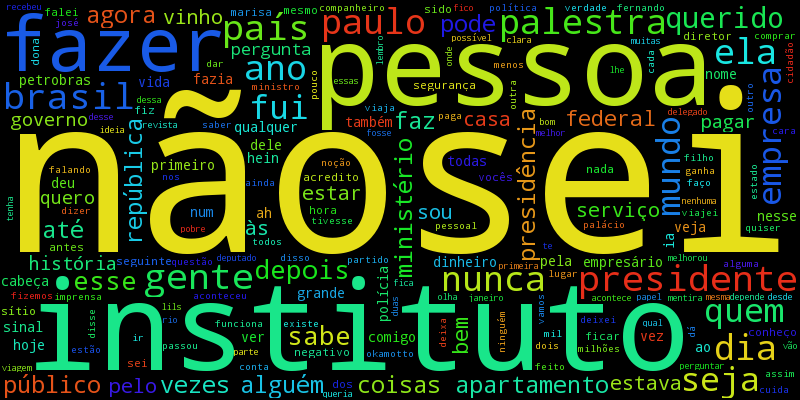 recebeu falei agora vinho marisa mesmo companheiro sido fico política verdade fernando
josé país paulo pode palestra querido
fazer dona pergunta lembro diretor comprar
petrobras vida dar ano pessoa onde possível clara muitas cada ela cidadão
brasil dessa fazia ministro pouco essas menos segurança lhe nome outro empresa
governo desse fiz revista saber fui também faz paga casa outra bom federal delegado pagar cara
ideia república qualquer fosse viaja melhor presidência mundo
nãosei
falando primeiro dele hein noção todas nada filho estado
tenha deu nos ainda acredito vocês ganha faço
quero num estar ministério sou serviço nenhuma nesse
dizer pobre ah hora tivesse pessoal palácio viajei quiser
até antes às todos te ia veja
história seguinte questão deputado disso partido dinheiro pela empresário melhorou alguma vão
cabeça esse gente depois polícia nunca primeira lugar presidente
fizemos imprensa aconteceu grande fica olha janeiro acontece papel mentira mesma depende desde
sítio lils duas vamos deixei quem
instituto
sinal disse rio funciona existe sabe comigo deixa bem ninguém mil ficar qual vez dá conheço
hoje estão ir passou ver negativo dois milhões ao dia
viagem sei parte okamotto feito perguntar assim
público pelo vezes alguém conta dos queria coisas apartamento estava seja cuida